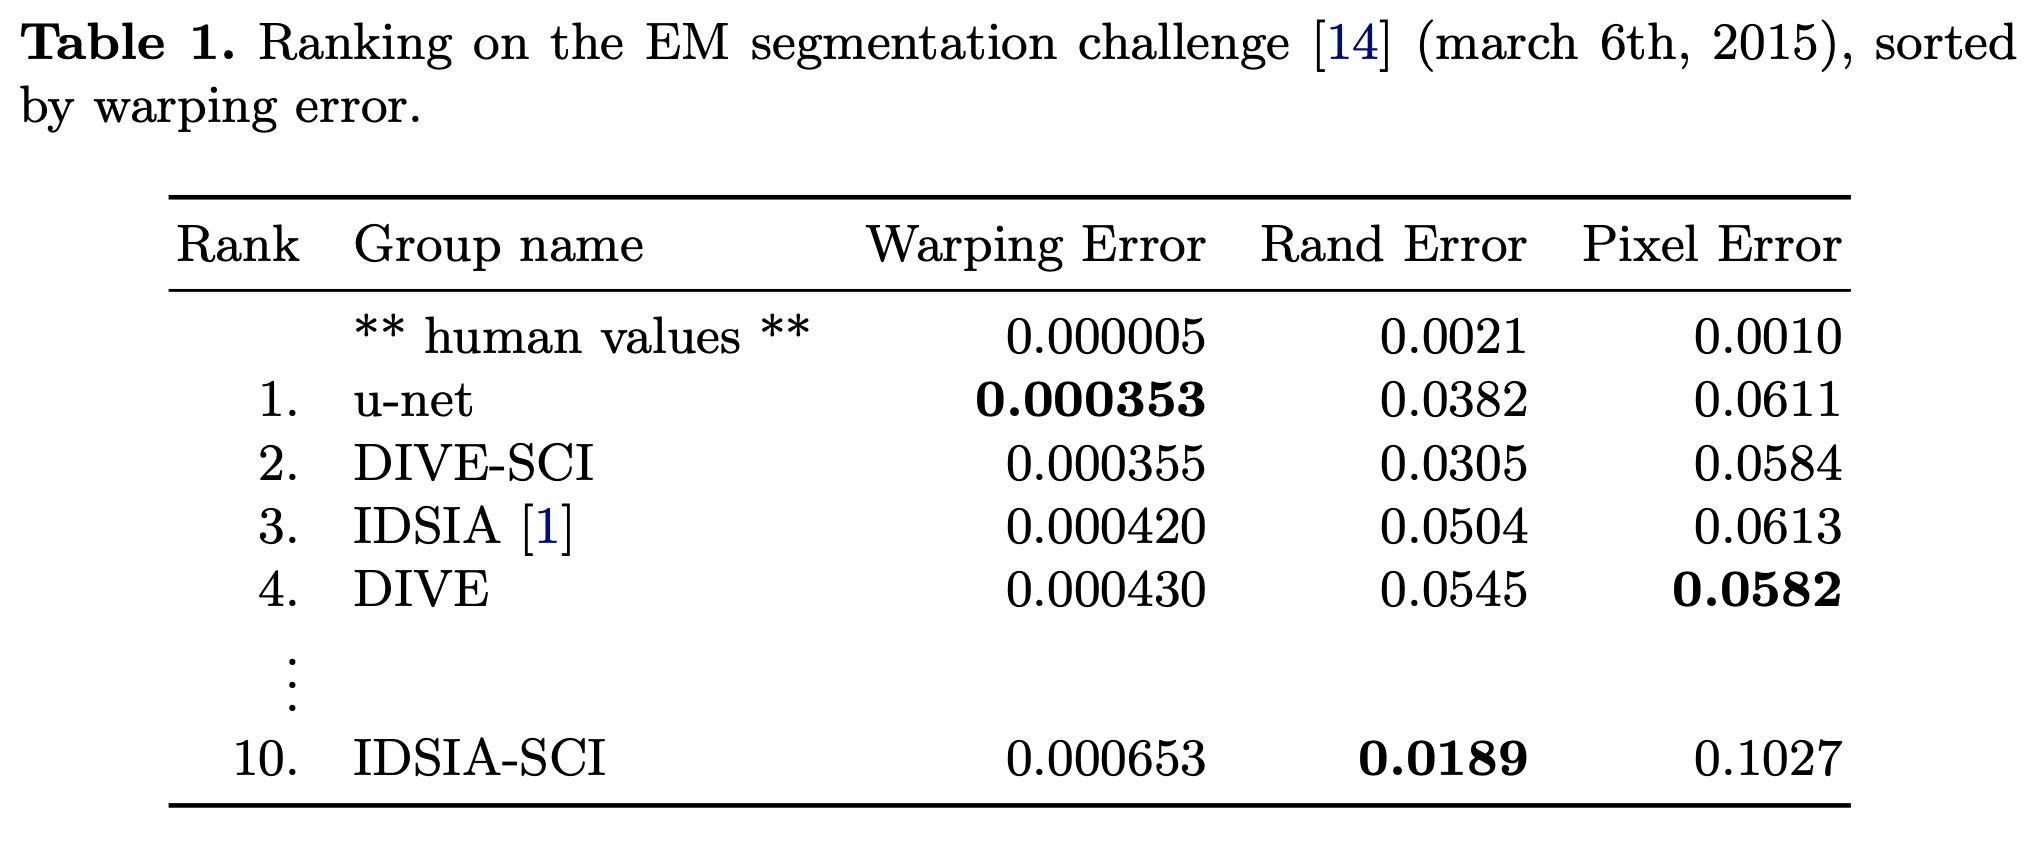 Table 1. Ranking on the EM segmentation challenge [14] (march 6th, 2015), sorted
by warping error.
Rank Group name Warping Error Rand Error Pixel Error
** human values ** 0.000005 0.0021 0.0010
1. u-net 0.000353 0.0382 0.0611
2. DIVE-SCI 0.000355 0.0305 0.0584
3. IDSIA [1] 0.000420 0.0504 0.0613
4. DIVE 0.000430 0.0545 0.0582
⋮
10. IDSIA-SCI 0.000653 0.0189 0.1027